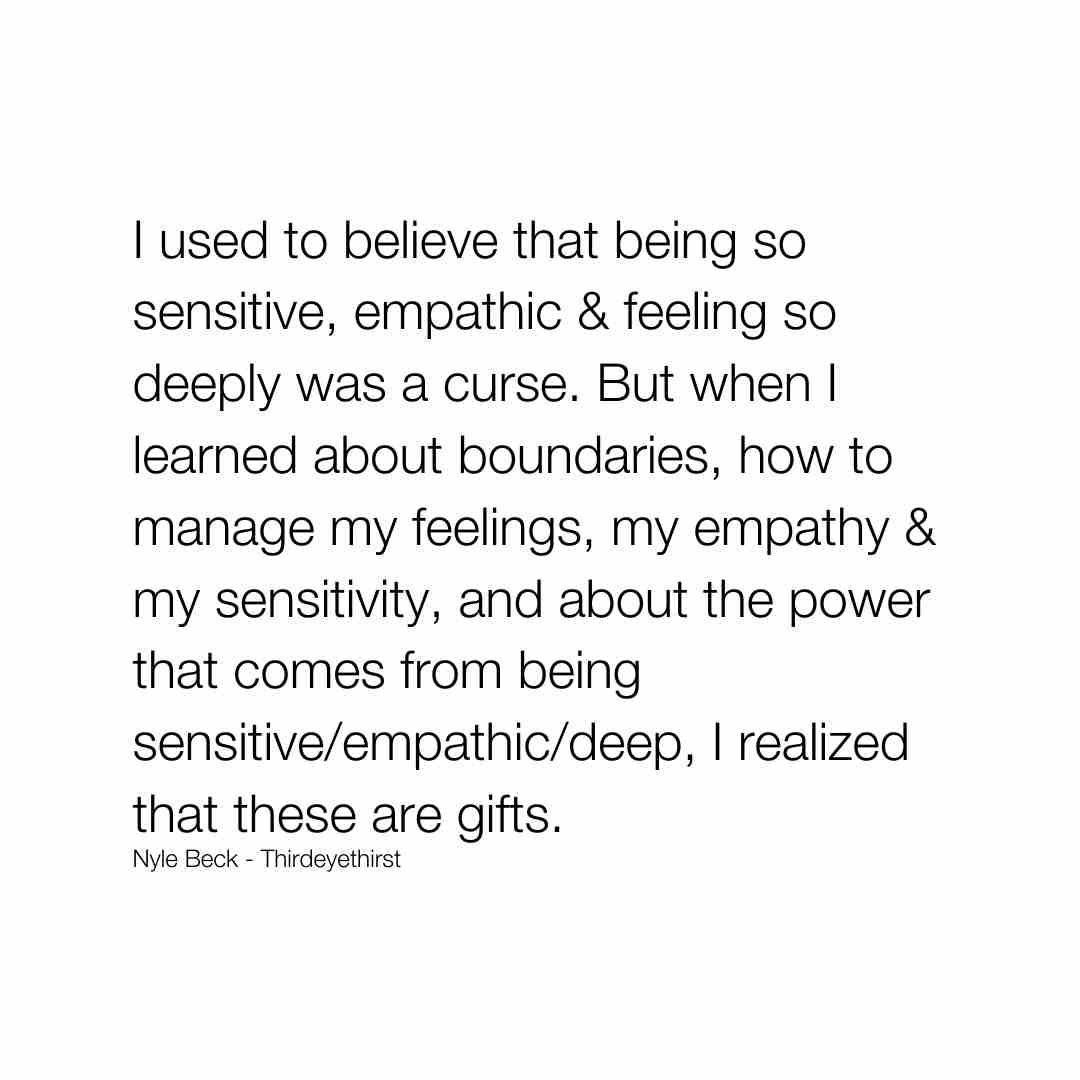 I used to believe that being so
sensitive, empathic & feeling so
deeply was a curse. But when I
learned about boundaries, how to
manage my feelings, my empathy &
my sensitivity, and about the power
that comes from being
sensitive/empathic/deep, I realized
that these are gifts.
Nyle Beck - Thirdeyethirst